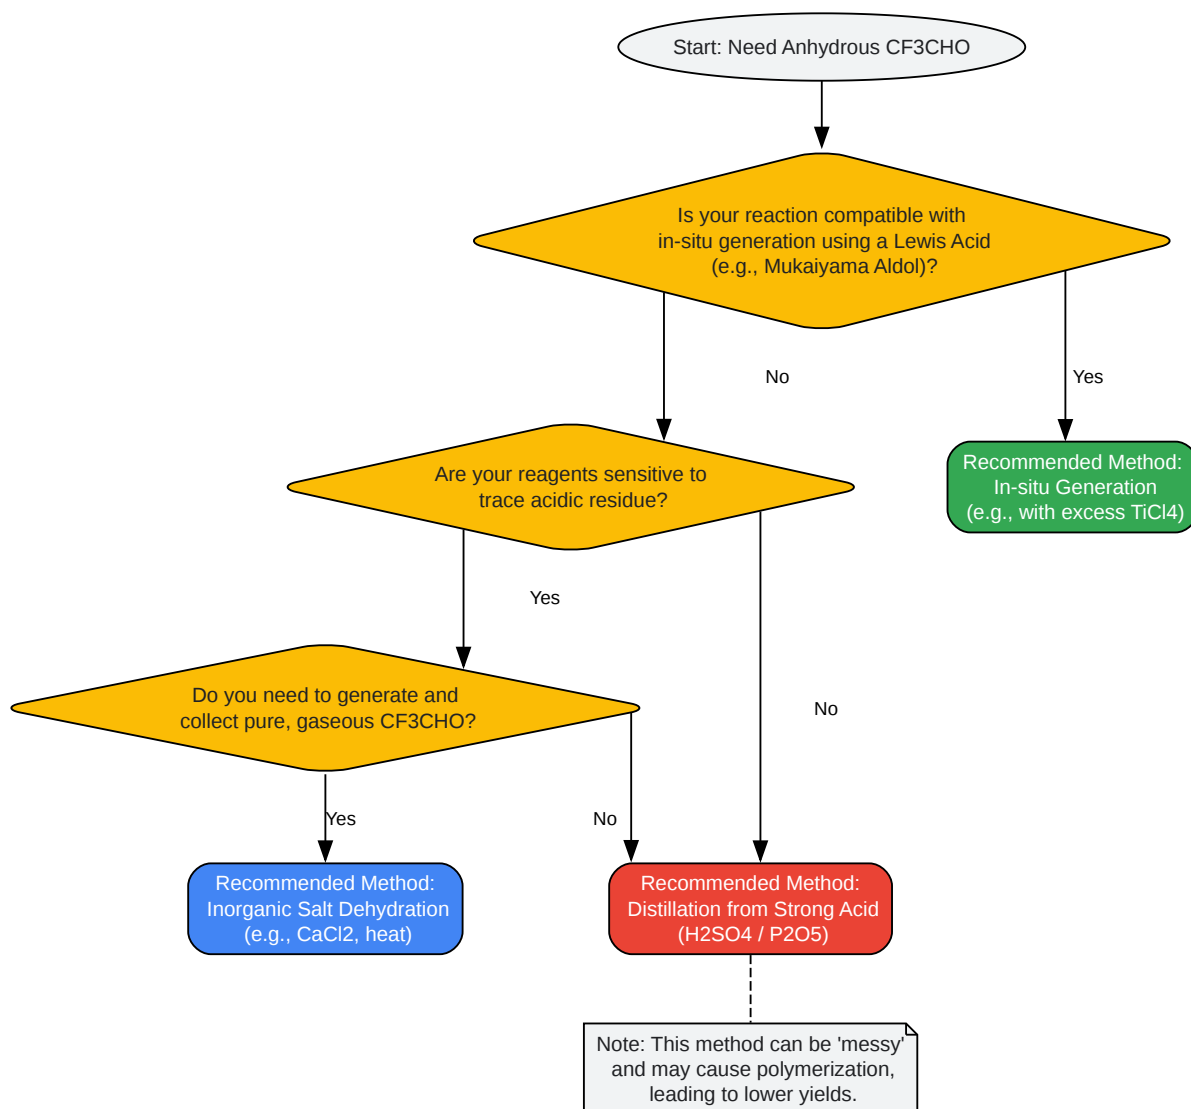 Start: Need Anhydrous CF3CHO
Is your reaction compatible with
in-situ generation using a Lewis Acid
(e.g., Mukaiyama Aldol)?
No
Yes
Recommended Method:
In-situ Generation
(e.g., with excess TiCl4)
Are your reagents sensitive to
trace acidic residue?
Yes
No
Do you need to generate and
collect pure, gaseous CF3CHO?
Yes
No
Recommended Method:
Inorganic Salt Dehydration
(e.g., CaCl2, heat)
Recommended Method:
Distillation from Strong Acid
(H2SO4 / P2O5)
Note: This method can be 'messy'
and may cause polymerization,
leading to lower yields.